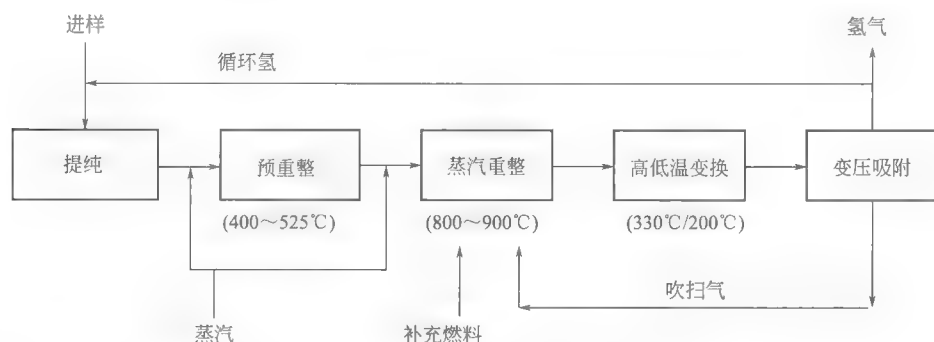 进样
氢气
循环氢
提纯
预重整
蒸汽重整
高低温变换
变压吸附
(400～525℃)
(800～900℃)
(330℃/200℃)
吹扫气
蒸汽
补充燃料